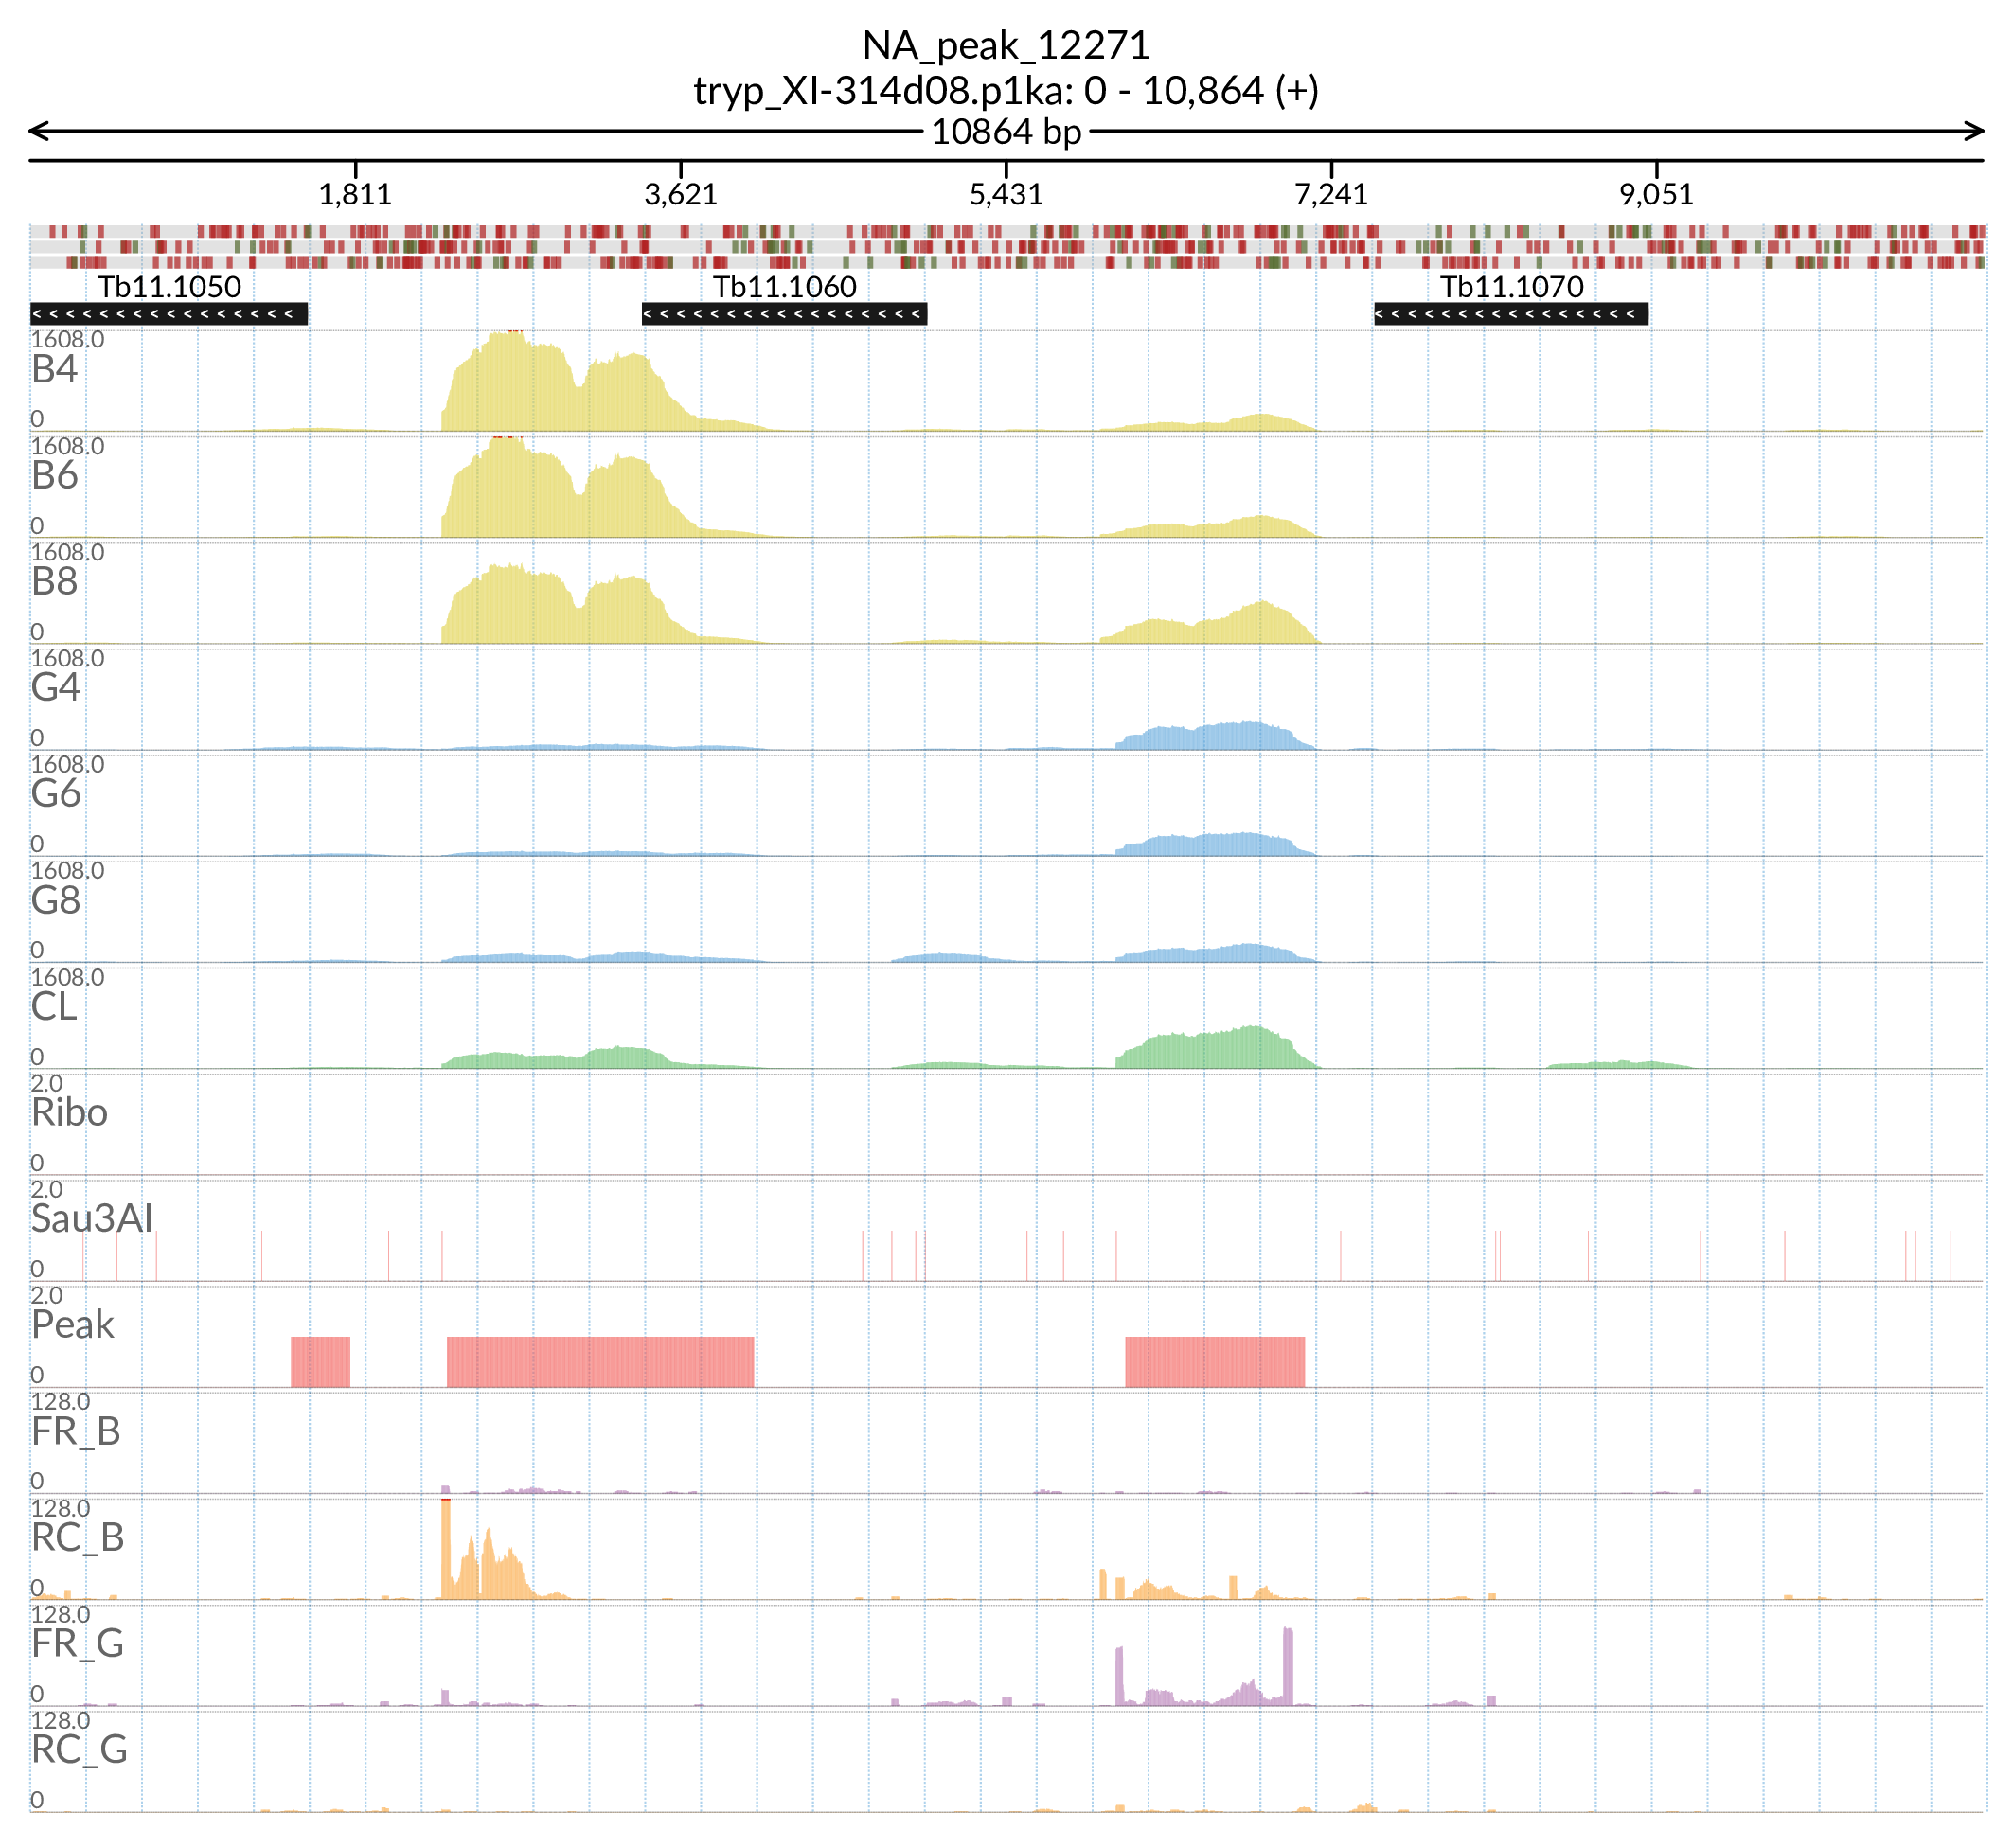 NA_peak_12271
tryp_XI-314d08.p1ka: 0 - 10,864 (+)
10864 bp
1,811 3,621 5,431 7,241 9,051
Tb11.1050 Tb11.1060 Tb11.1070
< < < < < < < < < < < < < < < < < < < < < < < < < < < < < < < < < < < < < < < < < < < < < < < < < < 
1608.0
B4
0
1608.0
B6
0
1608.0
B8
0
1608.0
G4
0
1608.0
G6
0
1608.0
G8
0
1608.0
CL
0
2.0
Ribo
0
2.0
Sau3AI
0
2.0
Peak
0
128.0
FR_B
0
128.0
RC_B
0
128.0
FR_G
0
128.0
RC_G
0